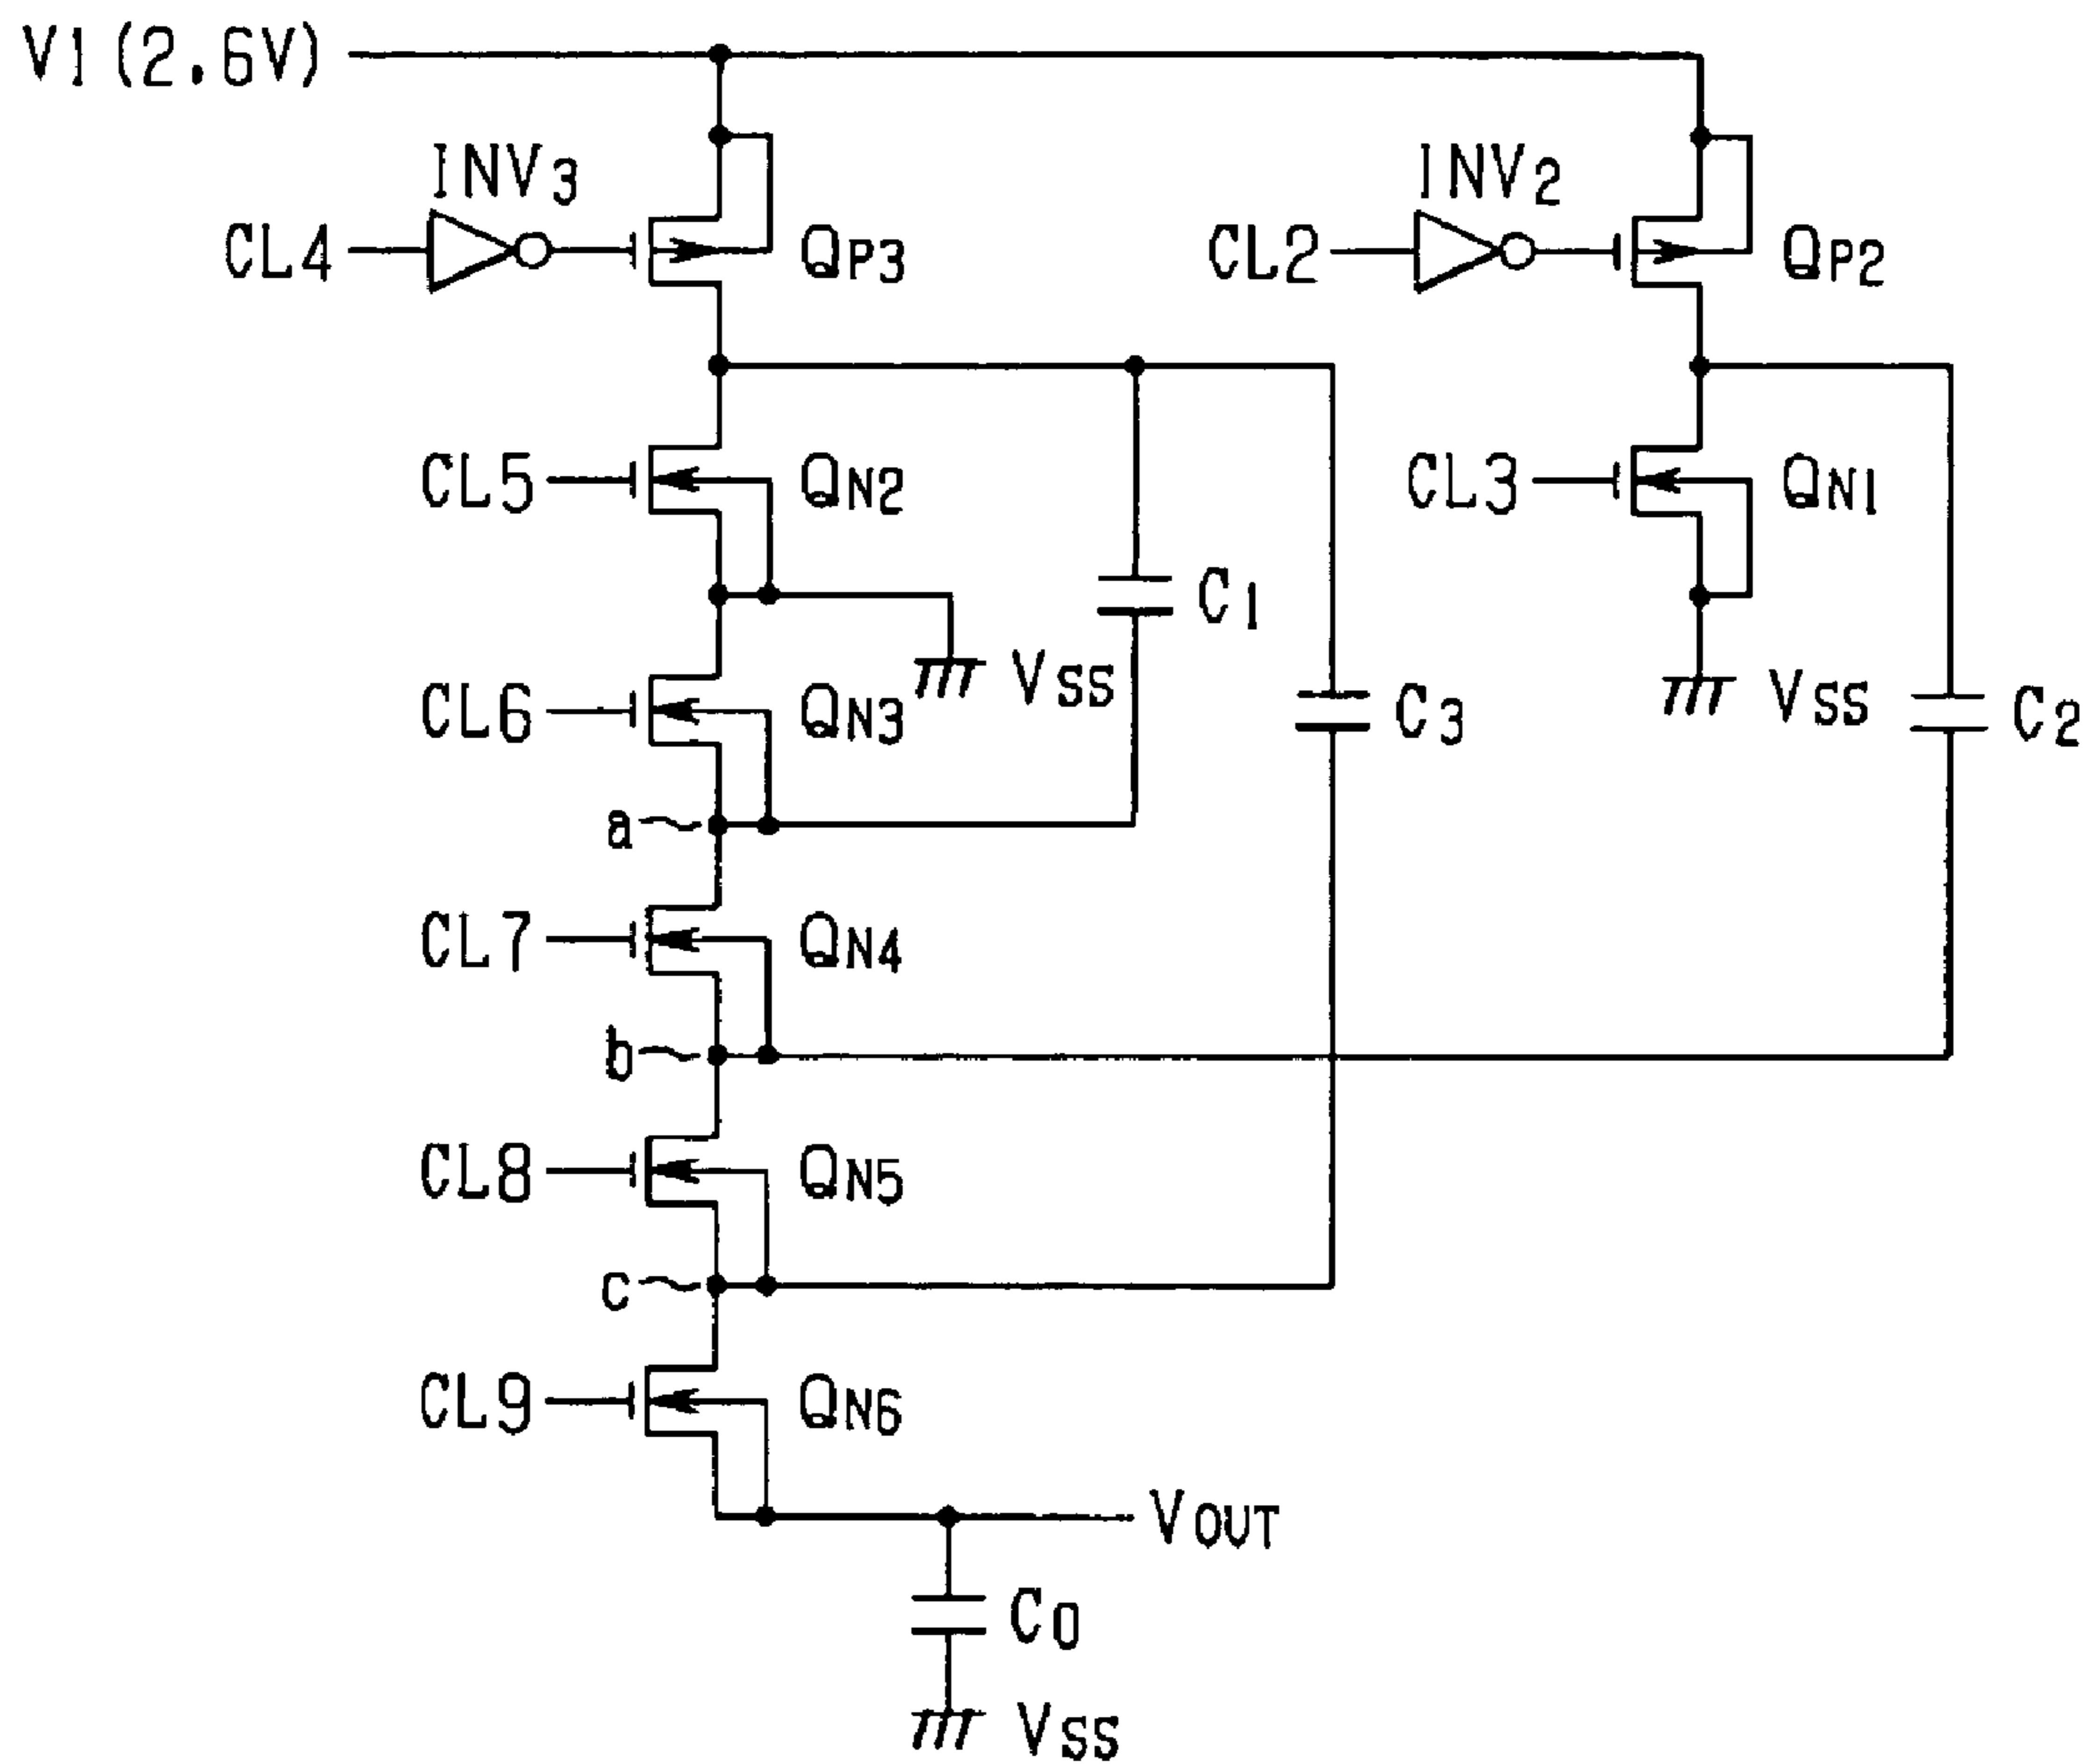 V1(2.6V)
INV3
INV2
CL4
QP3
CL2
QP2
CL5
QN2
CL3
QN1
C1
VSS
CL6
QN3
C3
VSS
C2
a
CL7
QN4
b
CL8
QN5
c
CL9
QN6
VOUT
C0
VSS